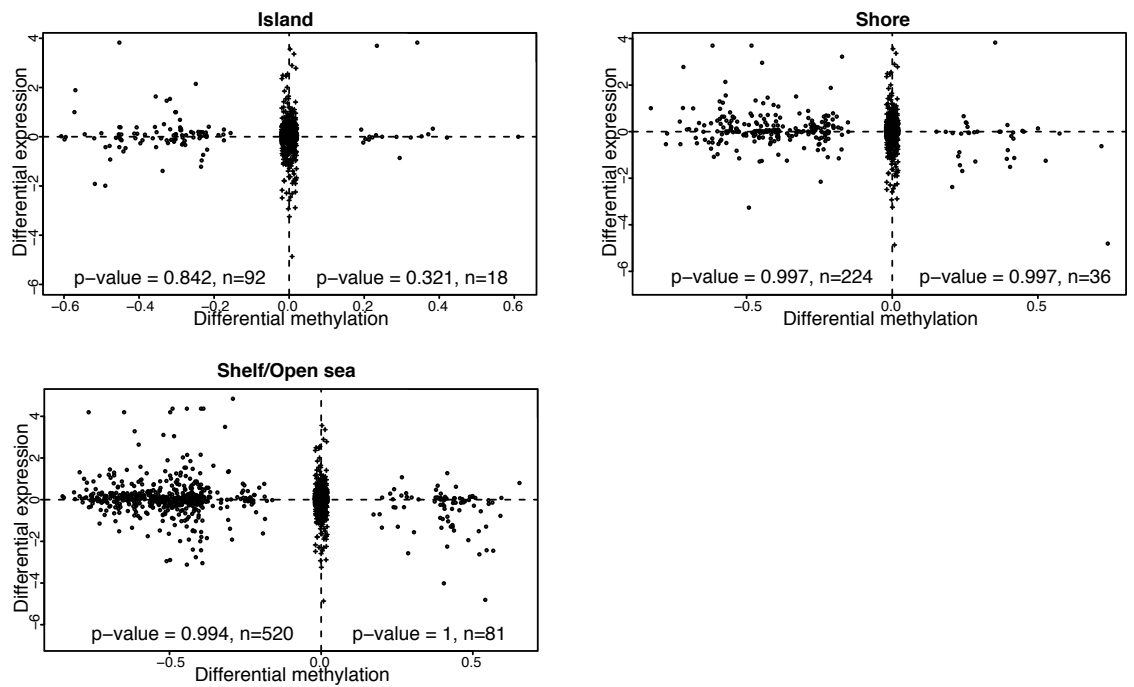 Island
Differential expression
4
2
0
−2
−4
−6
p−value = 0.842, n=92
p−value = 0.321, n=18
−0.6
−0.4
−0.2
0.0
0.2
0.4
0.6
Differential methylation
Shore
Differential expression
4
2
0
−2
−4
−6
p−value = 0.997, n=224
p−value = 0.997, n=36
−0.5
0.0
0.5
Differential methylation
Shelf/Open sea
Differential expression
4
2
0
−2
−4
−6
p−value = 0.994, n=520
p−value = 1, n=81
−0.5
0.0
0.5
Differential methylation